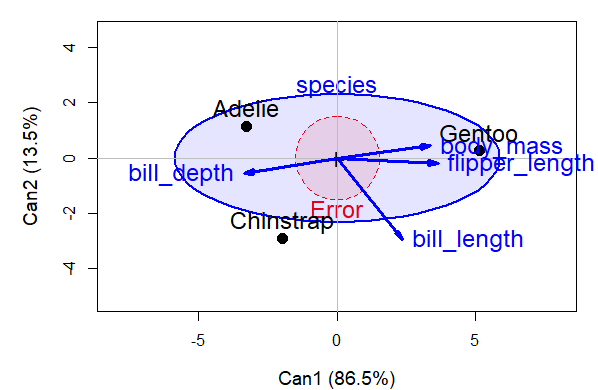 4
2
0
-2
-4
Can2 (13.5%)
species
Adelie
Gentoo
body_mass
flipper_length
bill_depth
Error
Chinstrap
bill_length
-5
0
5
Can1 (86.5%)